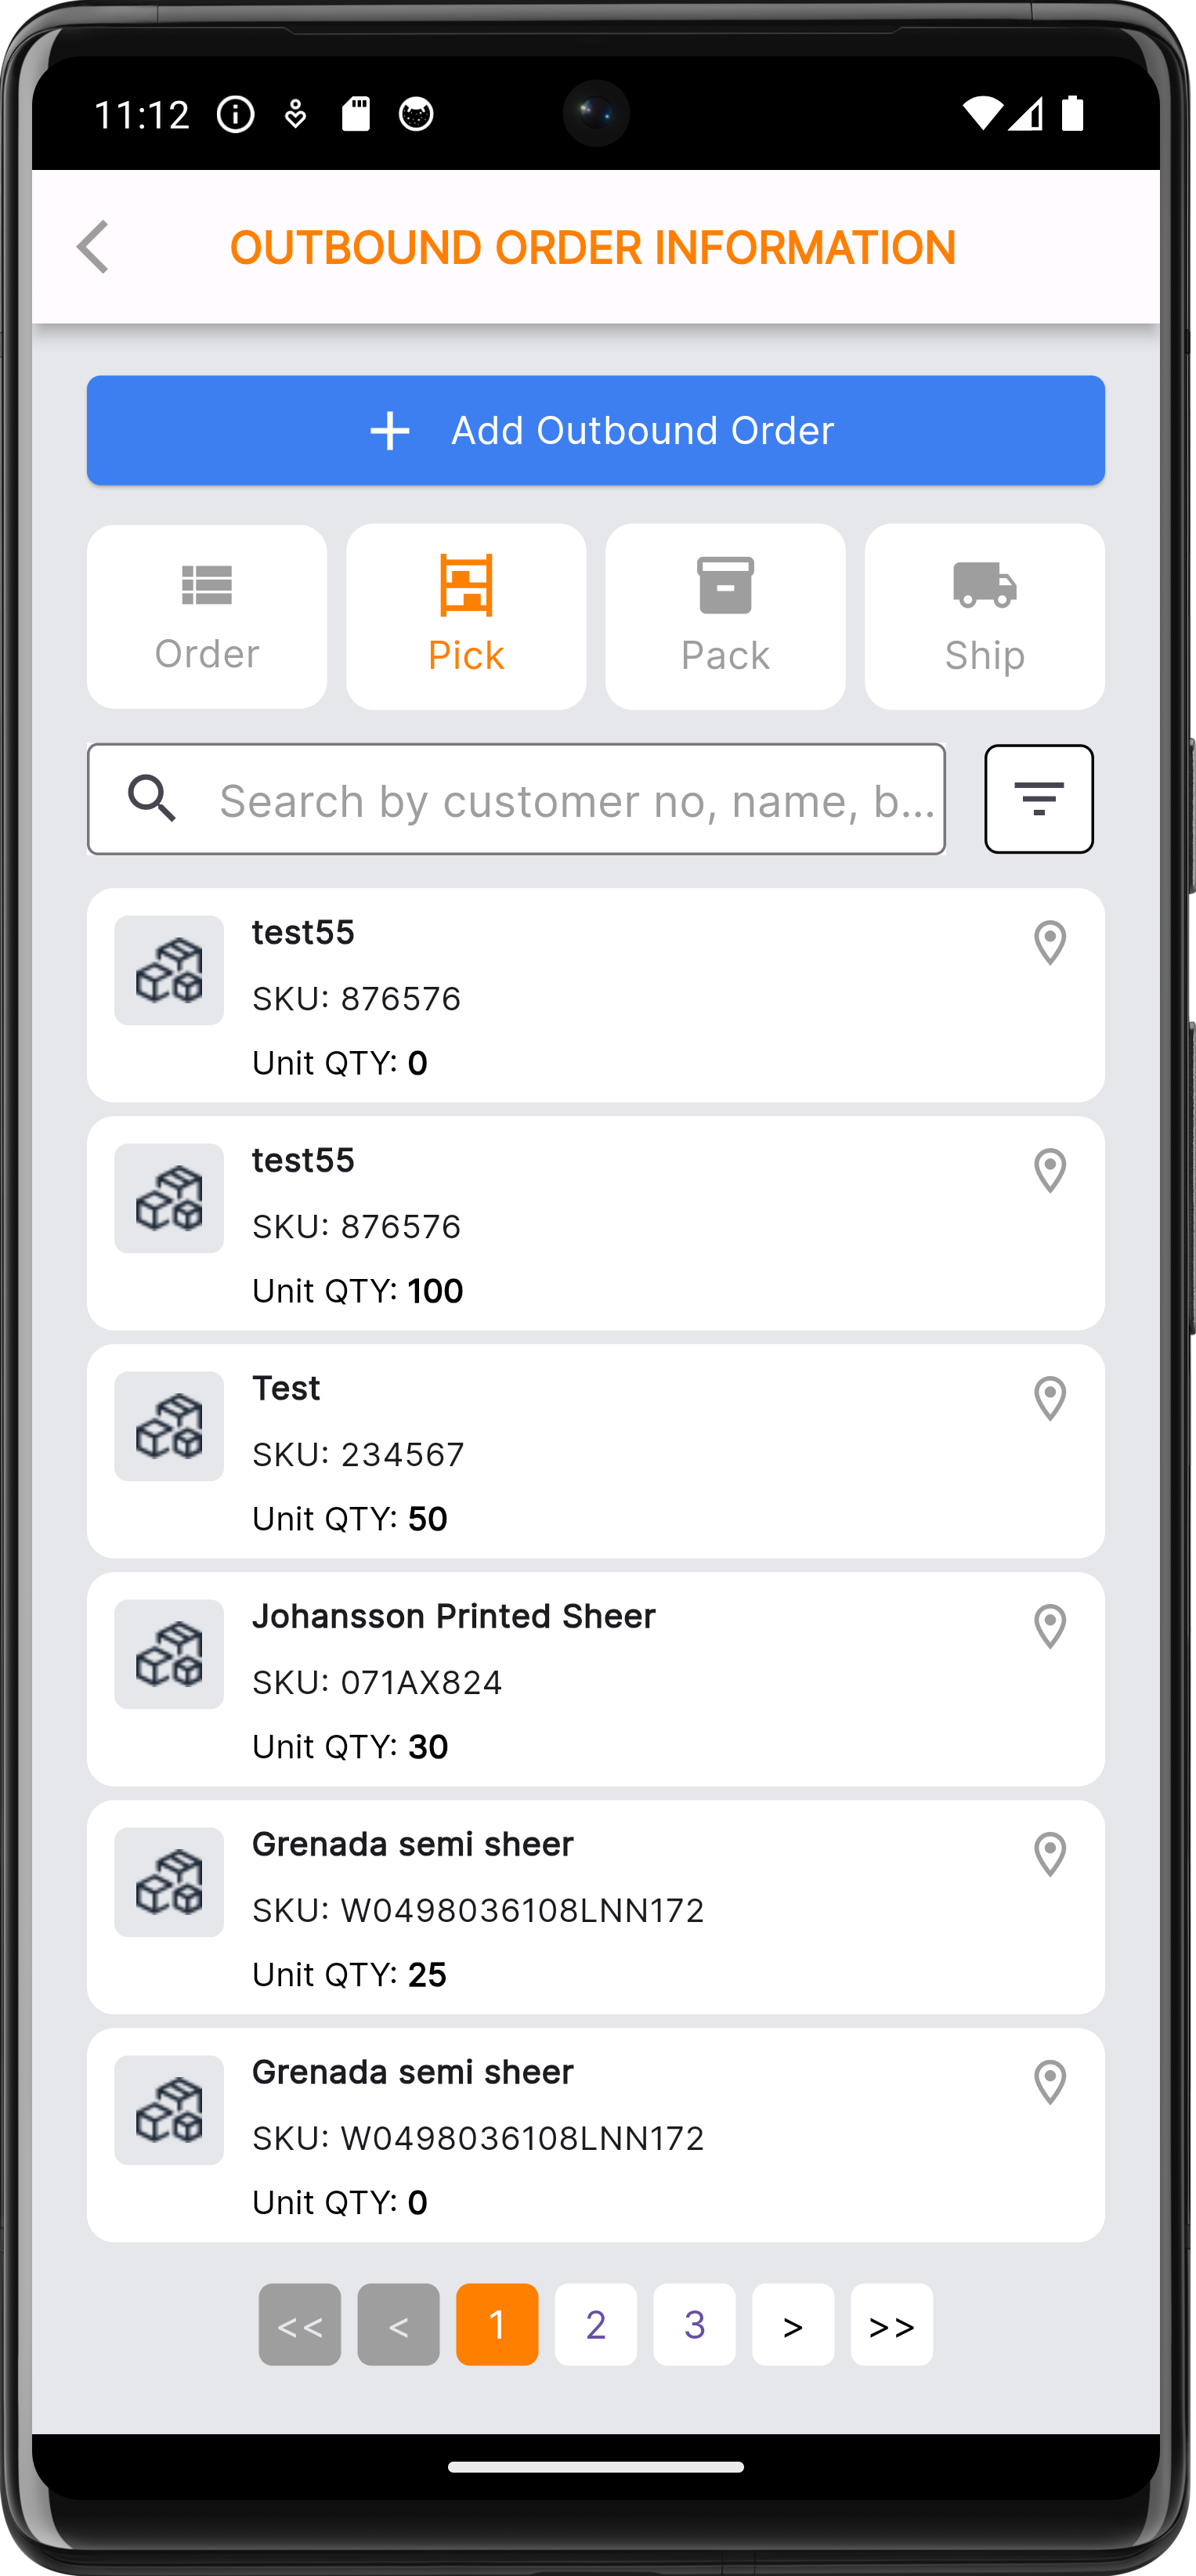 11:12
OUTBOUND ORDER INFORMATION
+ Add Outbound Order
Order Pick Pack Ship
Search by customer no, name, b...
test55
SKU: 876576
Unit QTY: 0
test55
SKU: 876576
Unit QTY: 100
Test
SKU: 234567
Unit QTY: 50
Johansson Printed Sheer
SKU: 071AX824
Unit QTY: 30
Grenada semi sheer
SKU: W0498036108LNN172
Unit QTY: 25
Grenada semi sheer
SKU: W0498036108LNN172
Unit QTY: 0
<< < 1 2 3 > >>